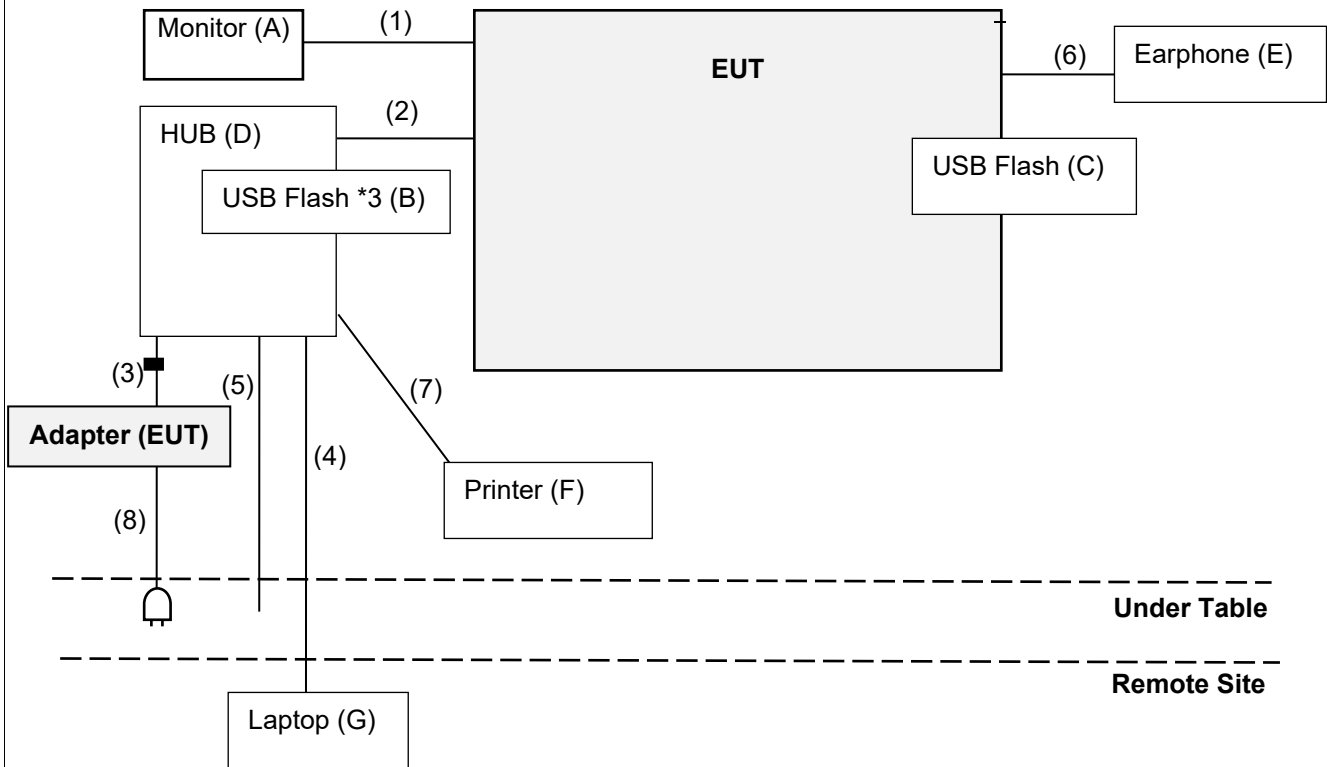 Monitor (A)
(1)
EUT
(6)
Earphone (E)
HUB (D)
(2)
USB Flash (C)
USB Flash *3 (B)
(3)
(5)
(7)
Adapter (EUT)
(4)
Printer (F)
(8)
Under Table
Remote Site
Laptop (G)